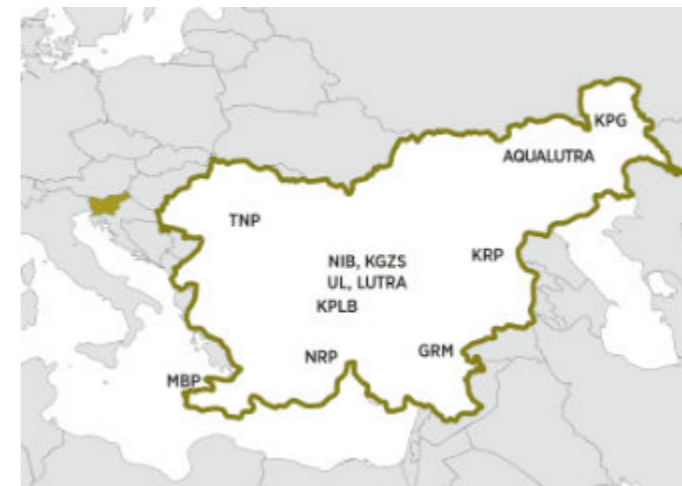 KPG
AQUALUTRA
TNP
KRP
NIB, KGZS
UL, LUTRA
KPLB
NRP
GRM
MBP